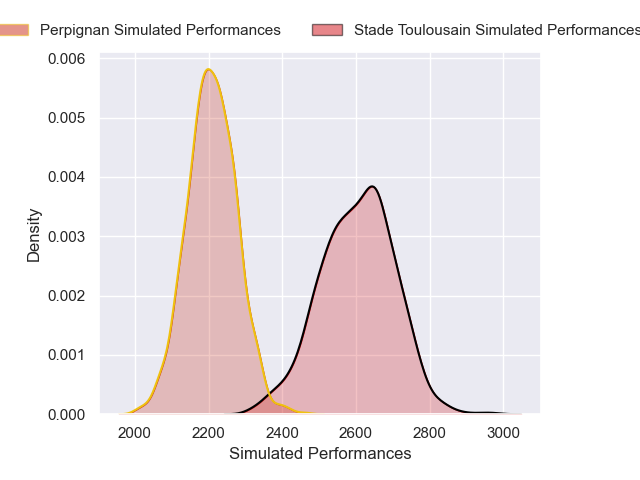 Perpignan Simulated Performances
Stade Toulousain Simulated Performances
0.006
0.005
0.004
0.003
0.002
0.001
0.000
Density
2000 2200 2400 2600 2800 3000
Simulated Performances